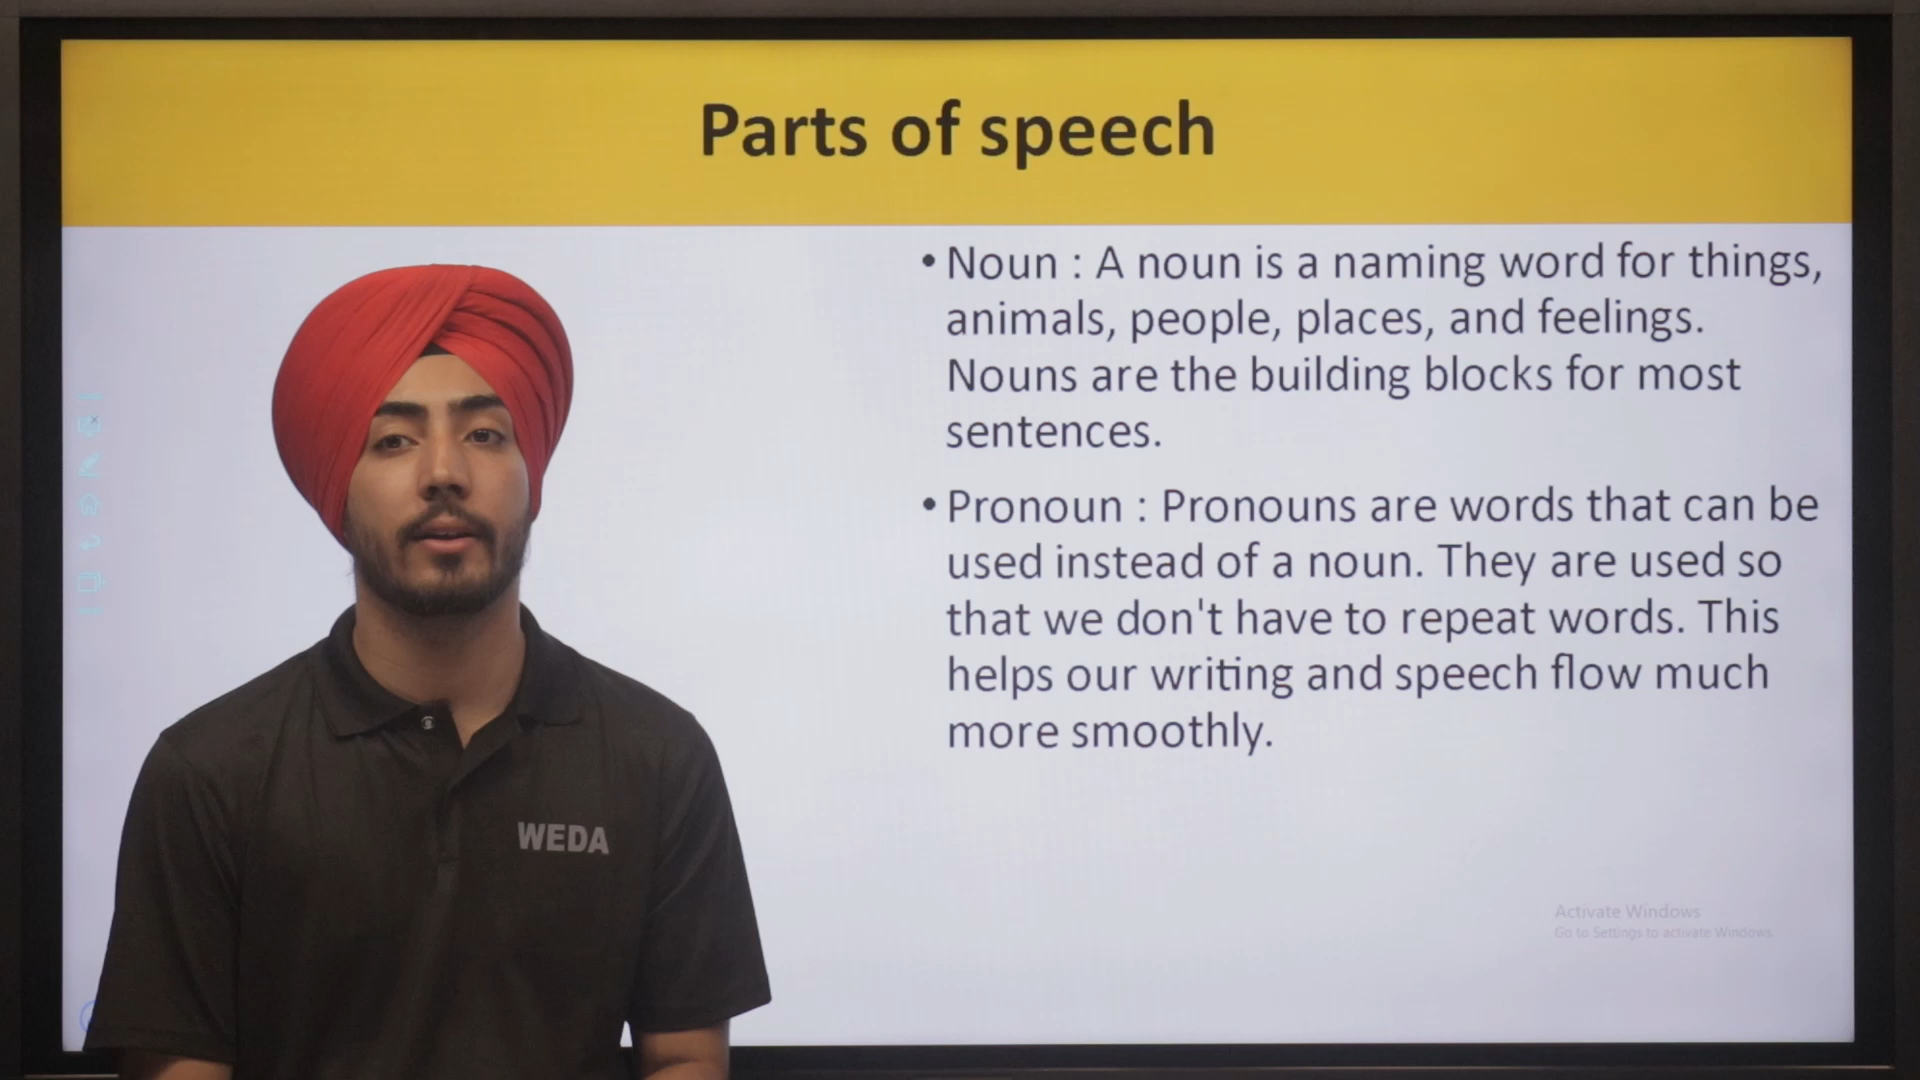 Parts of speech
• Noun : A noun is a naming word for things,
animals, people, places, and feelings.
Nouns are the building blocks for most
sentences.
• Pronoun : Pronouns are words that can be
used instead of a noun. They are used so
that we don't have to repeat words. This
helps our writing and speech flow much
more smoothly.
WEDA
Activate Windows
Go to Settings to activate Windows.